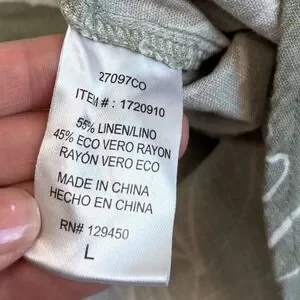 27097CO
ITEM # : 1720910
55% LINEN/LINO
45% ECO VERO RAYON
RAYÓN VERO ECO
MADE IN CHINA
HECHO EN CHINA
RN# 129450
L